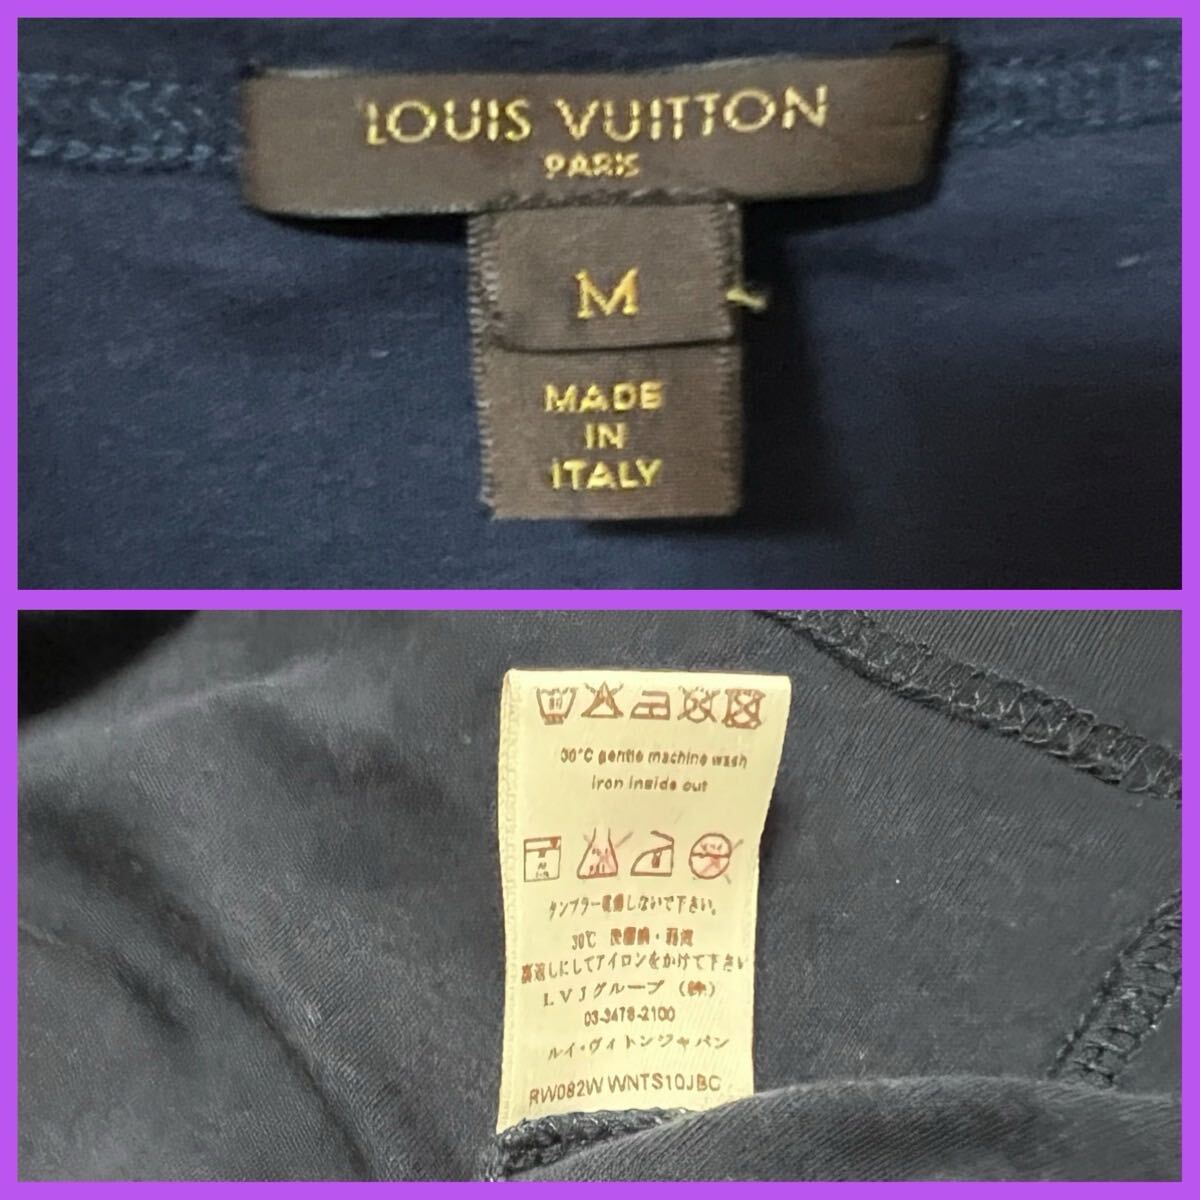 LOUIS VUITTON
PARIS
M
MADE
IN
ITALY
30°C gentle machine wash
iron inside out
タンブラー乾燥しないで下さい。
30℃ 洗濯機・弱流
裏返しにしてアイロンをかけて下さい
LVJグループ (株)
03-3478-2100
ルイ・ヴィトンジャパン
RW082W WNTS10JBC